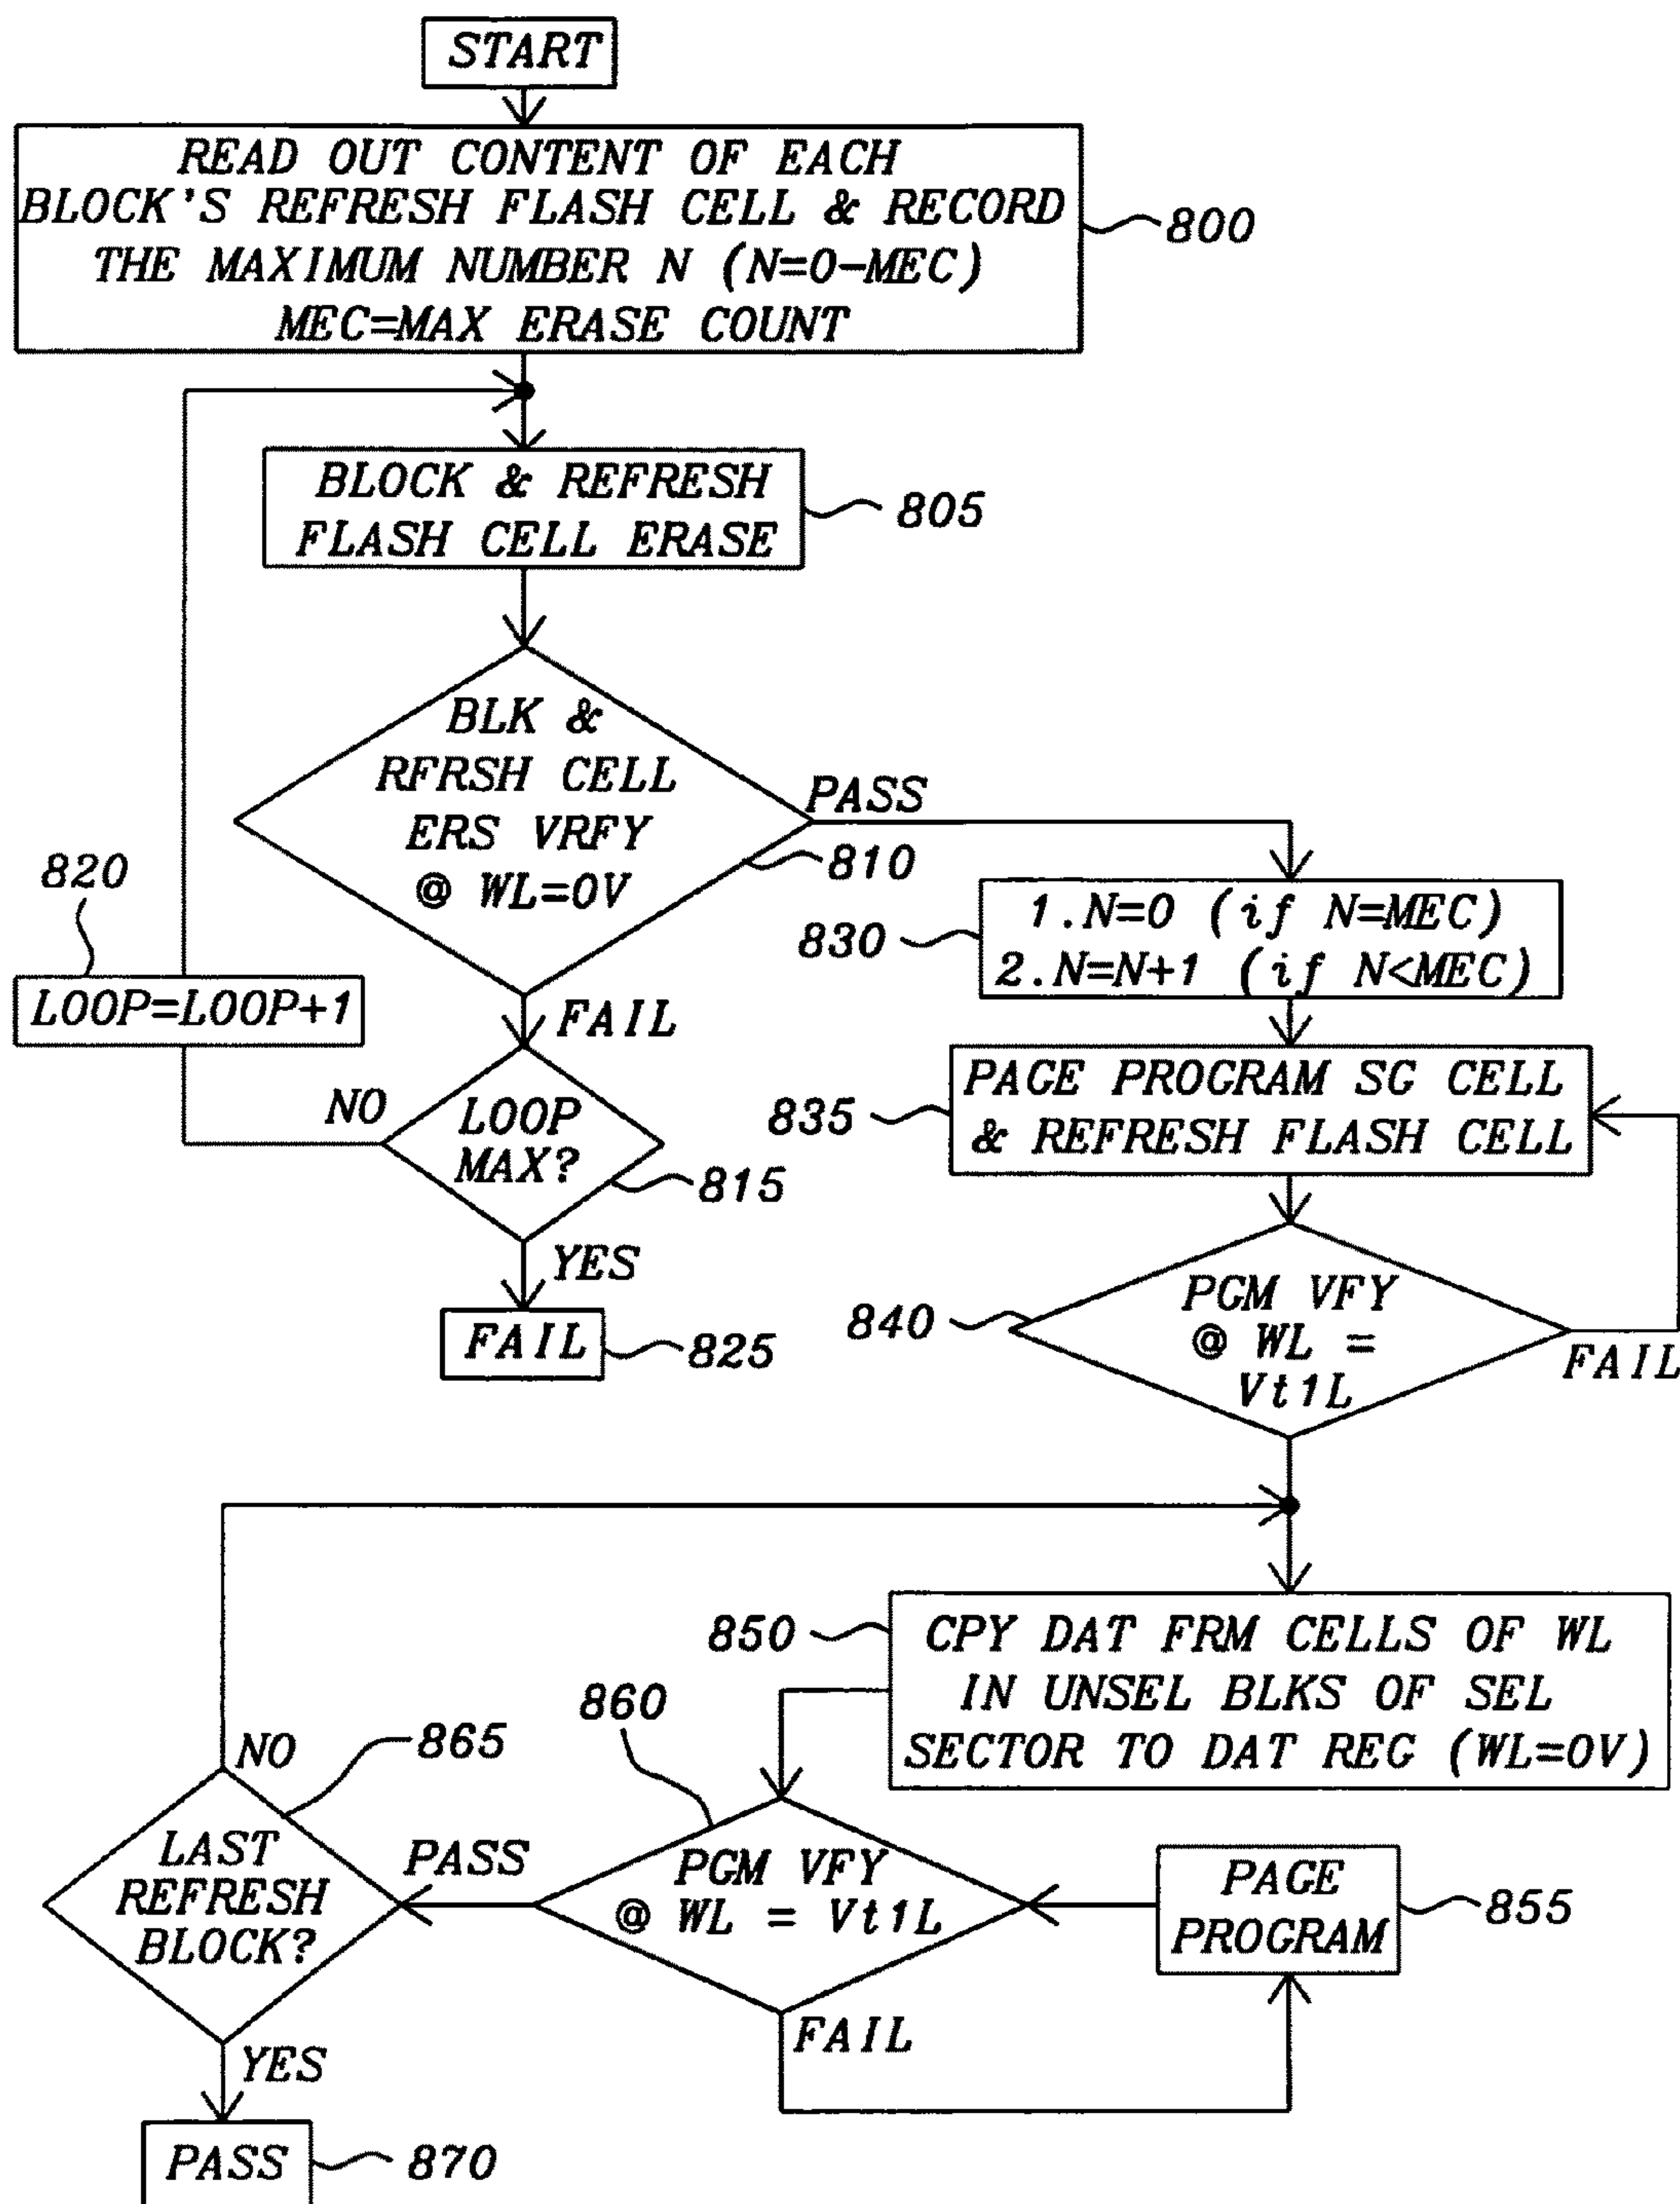 START
READ OUT CONTENT OF EACH
BLOCK'S REFRESH FLASH CELL & RECORD
THE MAXIMUM NUMBER N (N=0-MEC)
MEC=MAX ERASE COUNT
800
BLOCK & REFRESH
FLASH CELL ERASE
805
BLK &
RFRSH CELL
ERS VRFY
@ WL=0V
810
PASS
FAIL
820
LOOP=LOOP+1
NO
LOOP
MAX?
815
YES
FAIL
825
830
1.N=0 (if N=MEC)
2.N=N+1 (if N<MEC)
835
PAGE PROGRAM SG CELL
& REFRESH FLASH CELL
840
PGM VFY
@ WL =
Vt1L
FAIL
850
CPY DAT FRM CELLS OF WL
IN UNSEL BLKS OF SEL
SECTOR TO DAT REG (WL=0V)
860
PGM VFY
@ WL = Vt1L
PASS
FAIL
PAGE
PROGRAM
855
865
NO
LAST
REFRESH
BLOCK?
YES
PASS
870